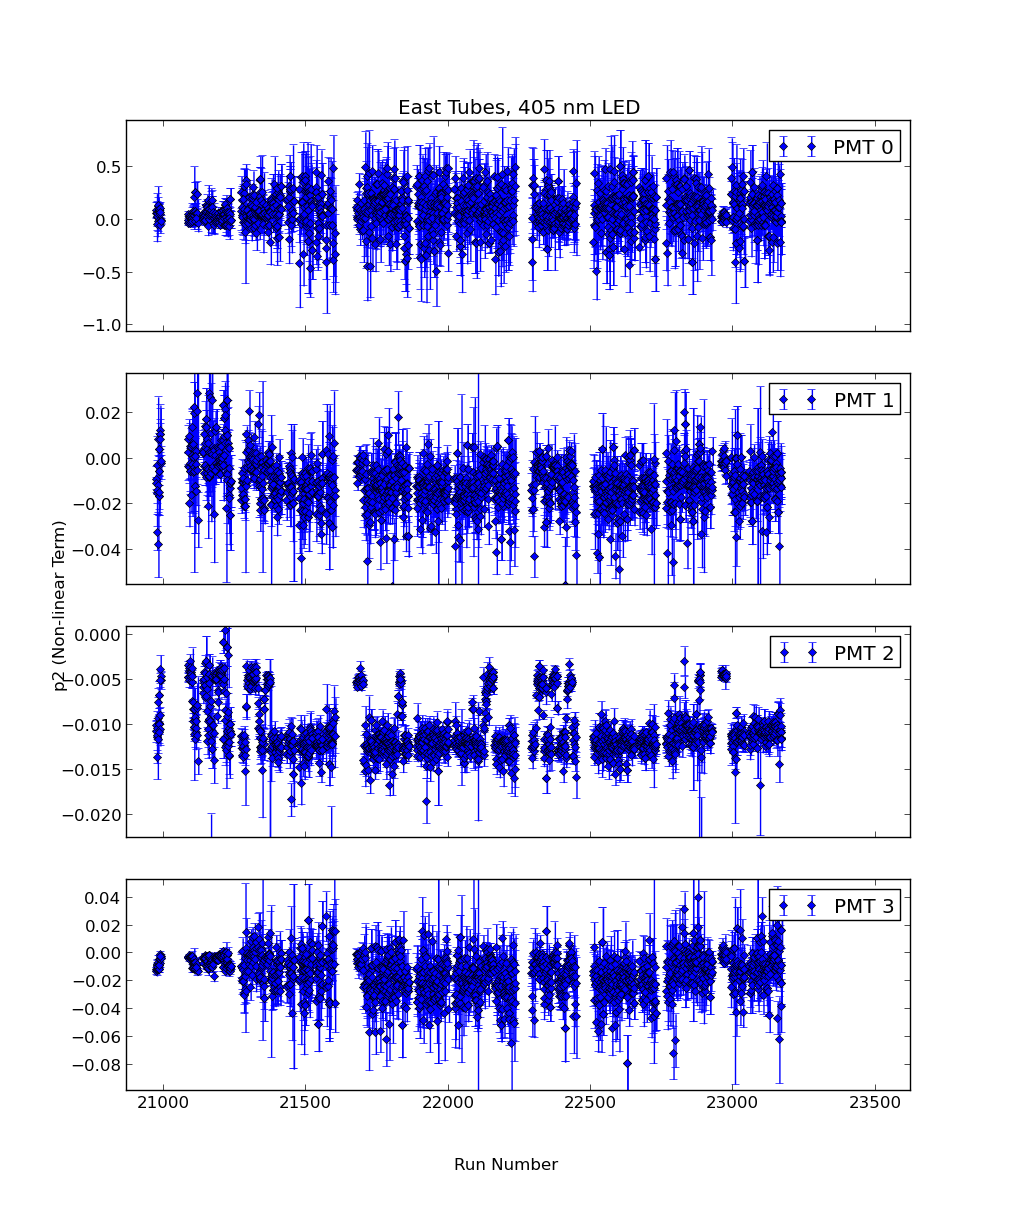 East Tubes, 405 nm LED
PMT 0
0.5
0.0
−0.5
−1.0
PMT 1
0.02
0.00
−0.02
−0.04
p2 (Non-linear Term)
PMT 2
0.000
−0.005
−0.010
−0.015
−0.020
PMT 3
0.04
0.02
0.00
−0.02
−0.04
−0.06
−0.08
21000 21500 22000 22500 23000 23500
Run Number